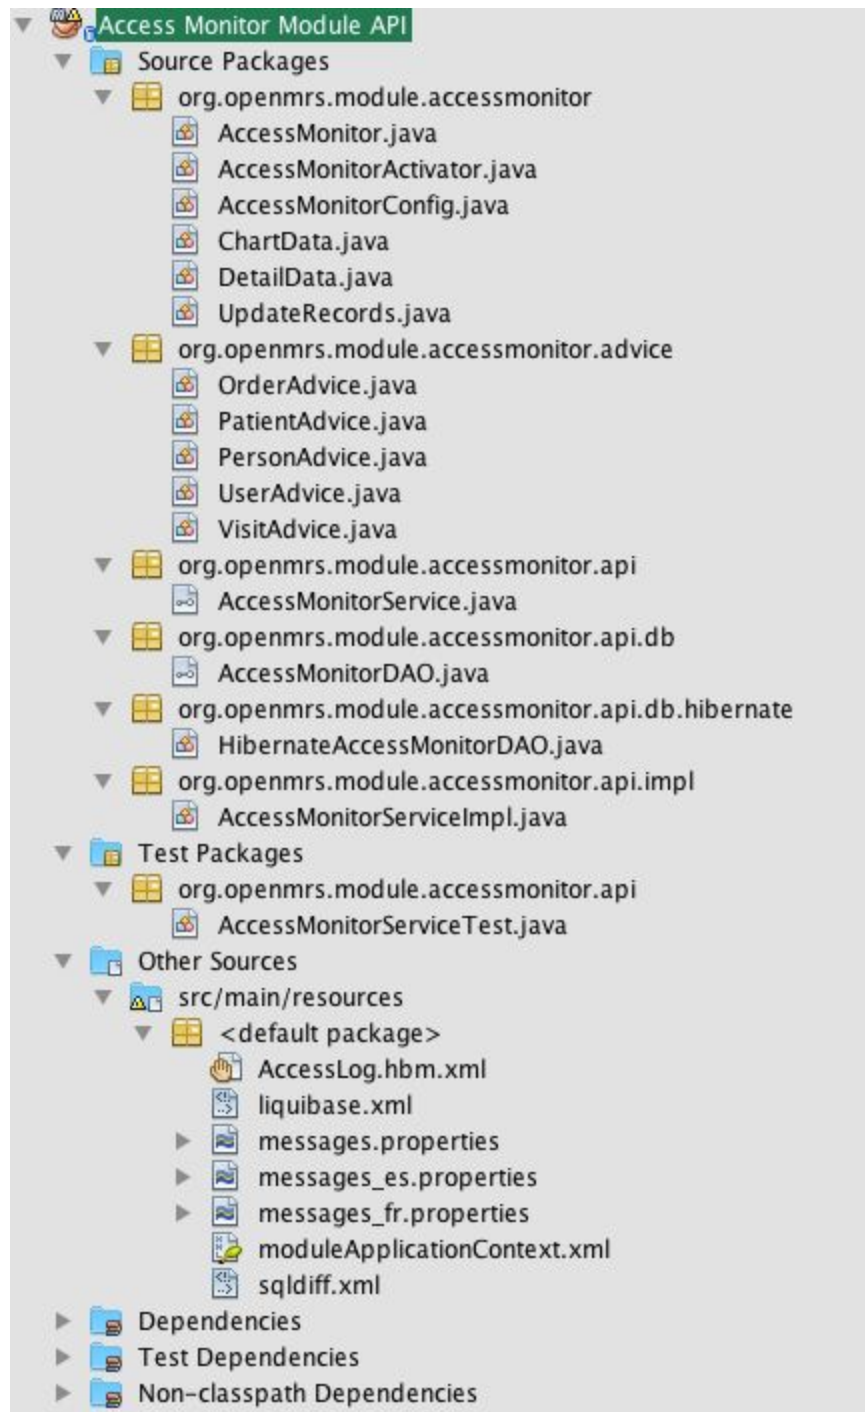 Access Monitor Module API
Source Packages
org.openmrs.module.accessmonitor
AccessMonitor.java
AccessMonitorActivator.java
AccessMonitorConfig.java
ChartData.java
DetailData.java
UpdateRecords.java
org.openmrs.module.accessmonitor.advice
OrderAdvice.java
PatientAdvice.java
PersonAdvice.java
UserAdvice.java
VisitAdvice.java
org.openmrs.module.accessmonitor.api
AccessMonitorService.java
org.openmrs.module.accessmonitor.api.db
AccessMonitorDAO.java
org.openmrs.module.accessmonitor.api.db.hibernate
HibernateAccessMonitorDAO.java
org.openmrs.module.accessmonitor.api.impl
AccessMonitorServiceImpl.java
Test Packages
org.openmrs.module.accessmonitor.api
AccessMonitorServiceTest.java
Other Sources
src/main/resources
<default package>
AccessLog.hbm.xml
liquibase.xml
messages.properties
messages_es.properties
messages_fr.properties
moduleApplicationContext.xml
sqldiff.xml
Dependencies
Test Dependencies
Non-classpath Dependencies